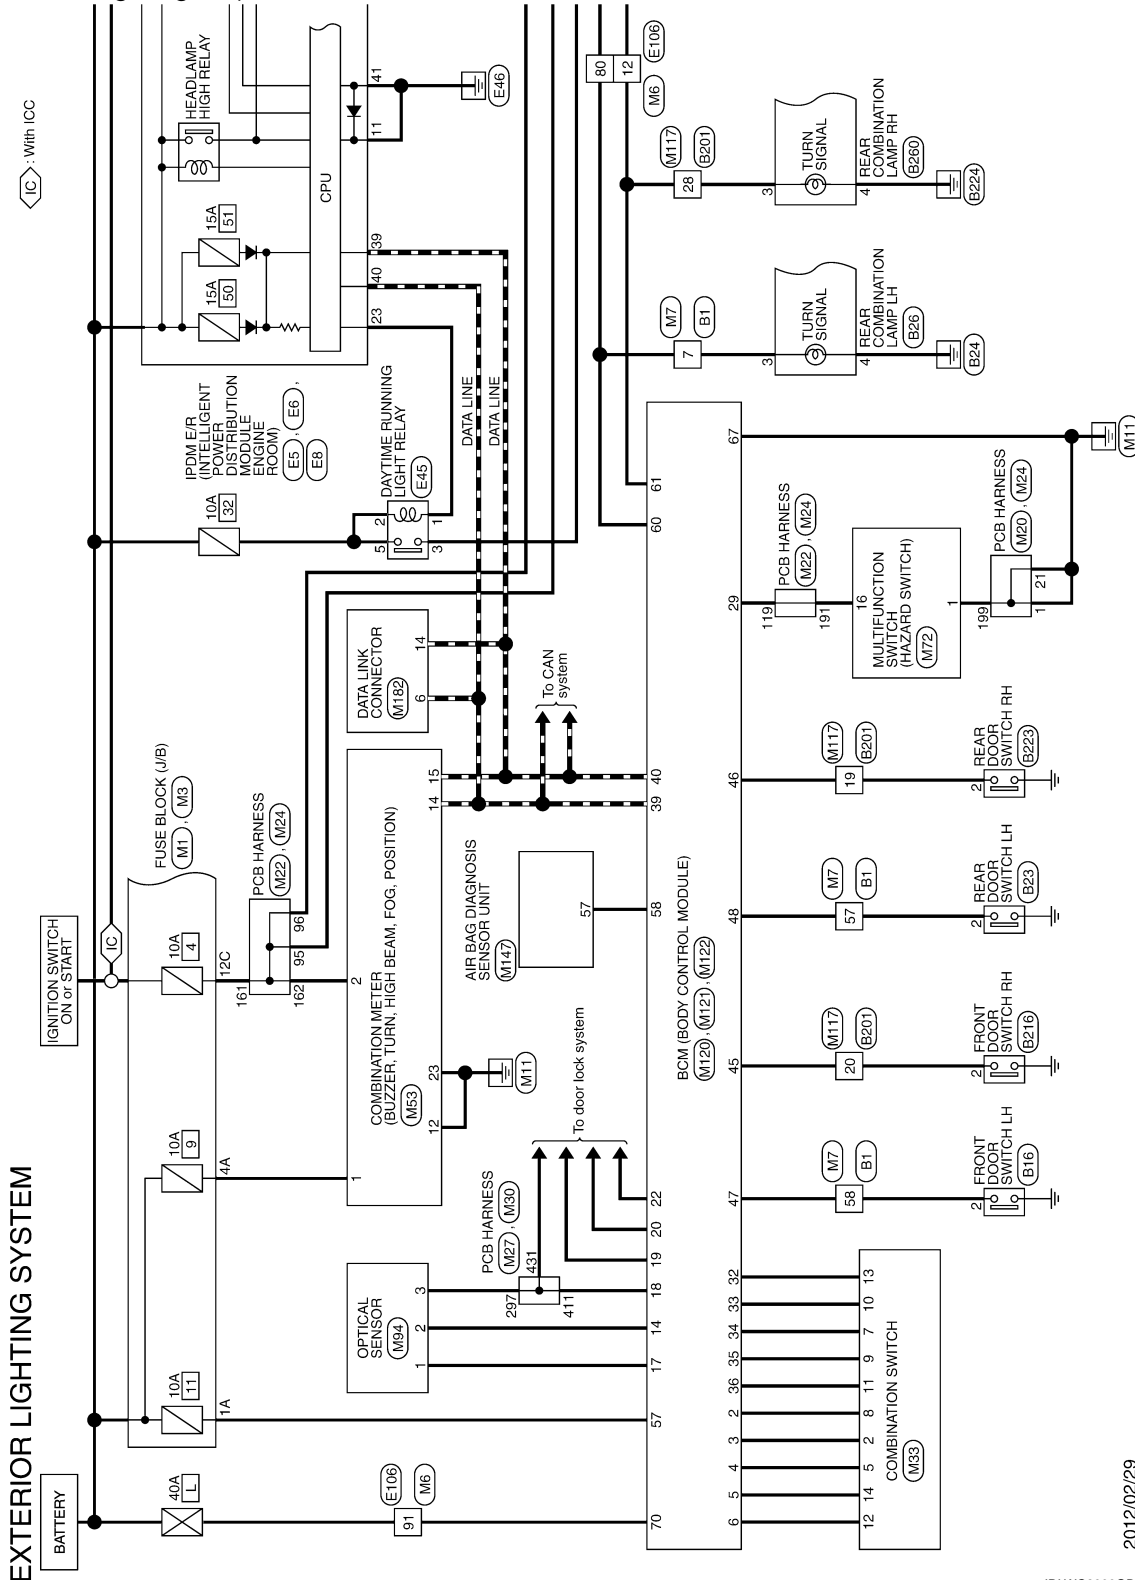 EXTERIOR LIGHTING SYSTEM
IC : With ICC
BATTERY
IGNITION SWITCH
ON or START
IC
40A
L
10A
11
10A
9
10A
4
FUSE BLOCK (J/B)
M1 , M3
1A
4A
12C
E106
M6
91
PCB HARNESS
M22 , M24
161
162
95
96
10A
32
IPDM E/R
(INTELLIGENT
POWER
DISTRIBUTION
MODULE
ENGINE
ROOM)
E5 , E6 ,
E8
15A
50
15A
51
HEADLAMP
HIGH RELAY
CPU
23
40
39
11
41
E46
DAYTIME RUNNING
LIGHT RELAY
E45
5
2
3
1
DATA LINE
DATA LINE
OPTICAL
SENSOR
M94
1
2
3
COMBINATION METER
(BUZZER, TURN, HIGH BEAM, FOG, POSITION)
M53
1
2
12
23
14
15
M11
DATA LINK
CONNECTOR
M182
6
14
To CAN
system
PCB HARNESS
M27 , M30
297
431
411
To door lock system
AIR BAG DIAGNOSIS
SENSOR UNIT
M147
57
80
12
E106
M6
BCM (BODY CONTROL MODULE)
M120 , M121 , M122
70
57
17
14
18
19
20
22
58
39
40
60
61
6
5
4
3
2
36
35
34
33
32
47
45
48
46
29
67
COMBINATION SWITCH
M33
12
14
5
2
8
11
9
7
10
13
M7
B1
58
2
FRONT
DOOR
SWITCH LH
B16
M117
B201
20
2
FRONT
DOOR
SWITCH RH
B216
M7
B1
57
2
REAR
DOOR
SWITCH LH
B23
M117
B201
19
2
REAR
DOOR
SWITCH RH
B223
PCB HARNESS
M22 , M24
119
191
MULTIFUNCTION
SWITCH
(HAZARD SWITCH)
M72
16
1
PCB HARNESS
M20 , M24
199
1
21
M11
M7
B1
7
3
TURN
SIGNAL
4
REAR
COMBINATION
LAMP LH
B26
B24
M117
B201
28
3
TURN
SIGNAL
4
REAR
COMBINATION
LAMP RH
B260
B224
2012/02/29